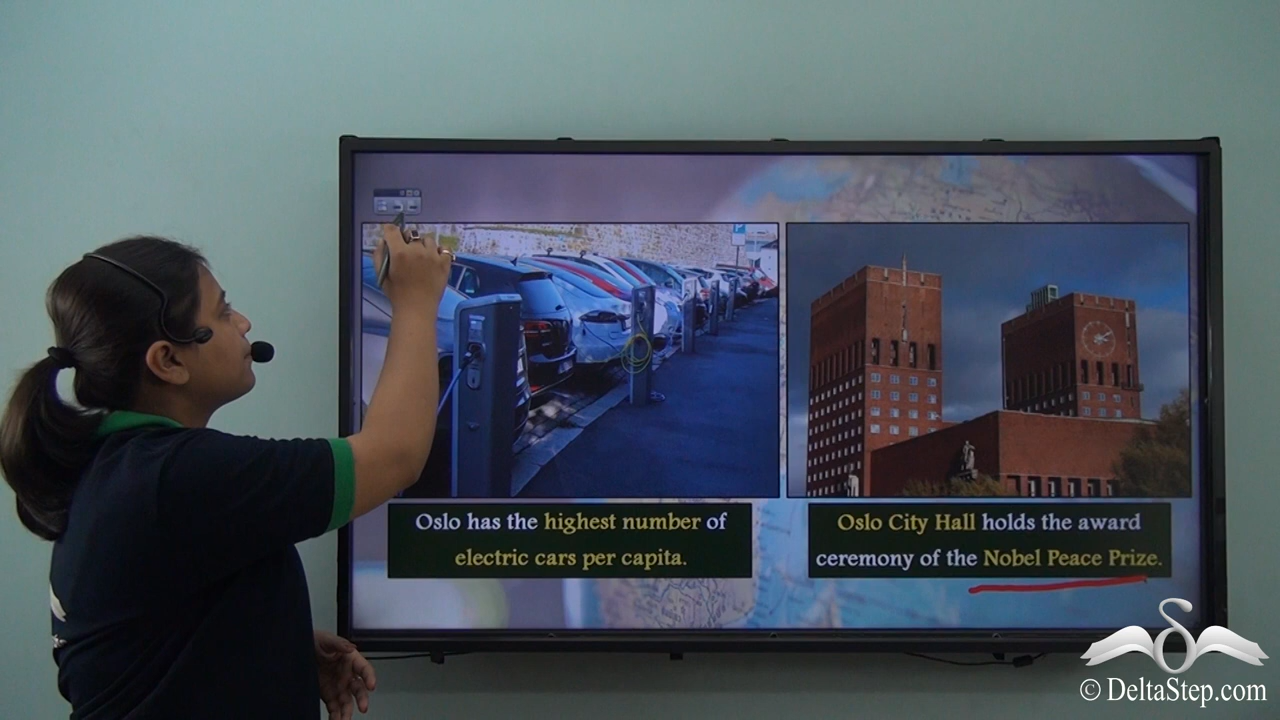 Oslo has the highest number of
electric cars per capita.
Oslo City Hall holds the award
ceremony of the Nobel Peace Prize.
© DeltaStep.com